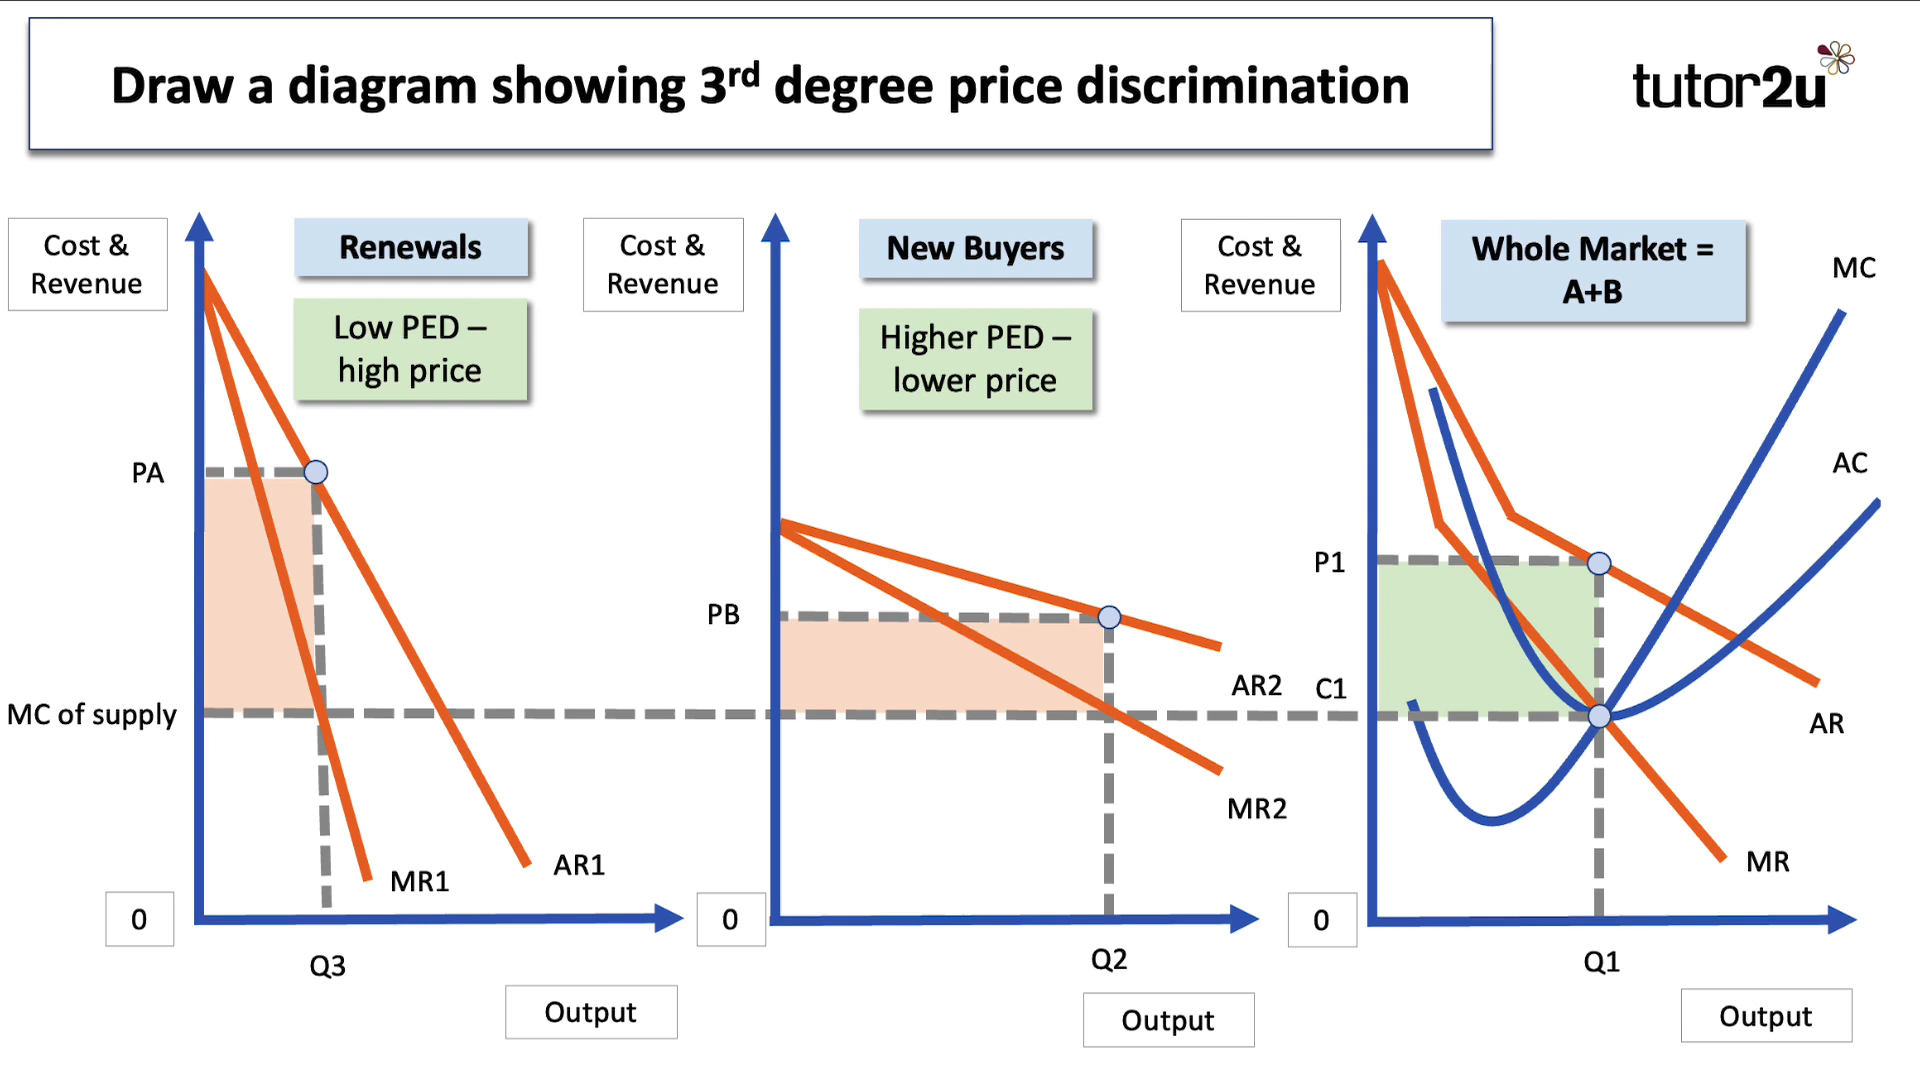 Draw a diagram showing 3rd degree price discrimination
tutor2u
Cost &
Revenue
Renewals
Low PED –
high price
PA
MC of supply
MR1
AR1
0
Q3
Output
Cost &
Revenue
New Buyers
Higher PED –
lower price
PB
AR2
MR2
0
Q2
Output
Cost &
Revenue
Whole Market =
A+B
MC
AC
P1
C1
AR
MR
0
Q1
Output